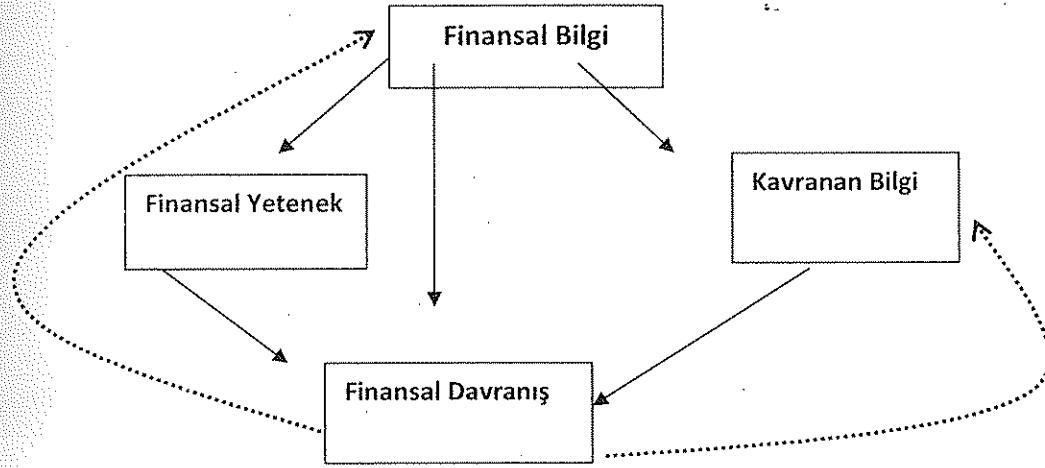 Finansal Bilgi
Kavranan Bilgi
Finansal Yetenek
Finansal Davranış